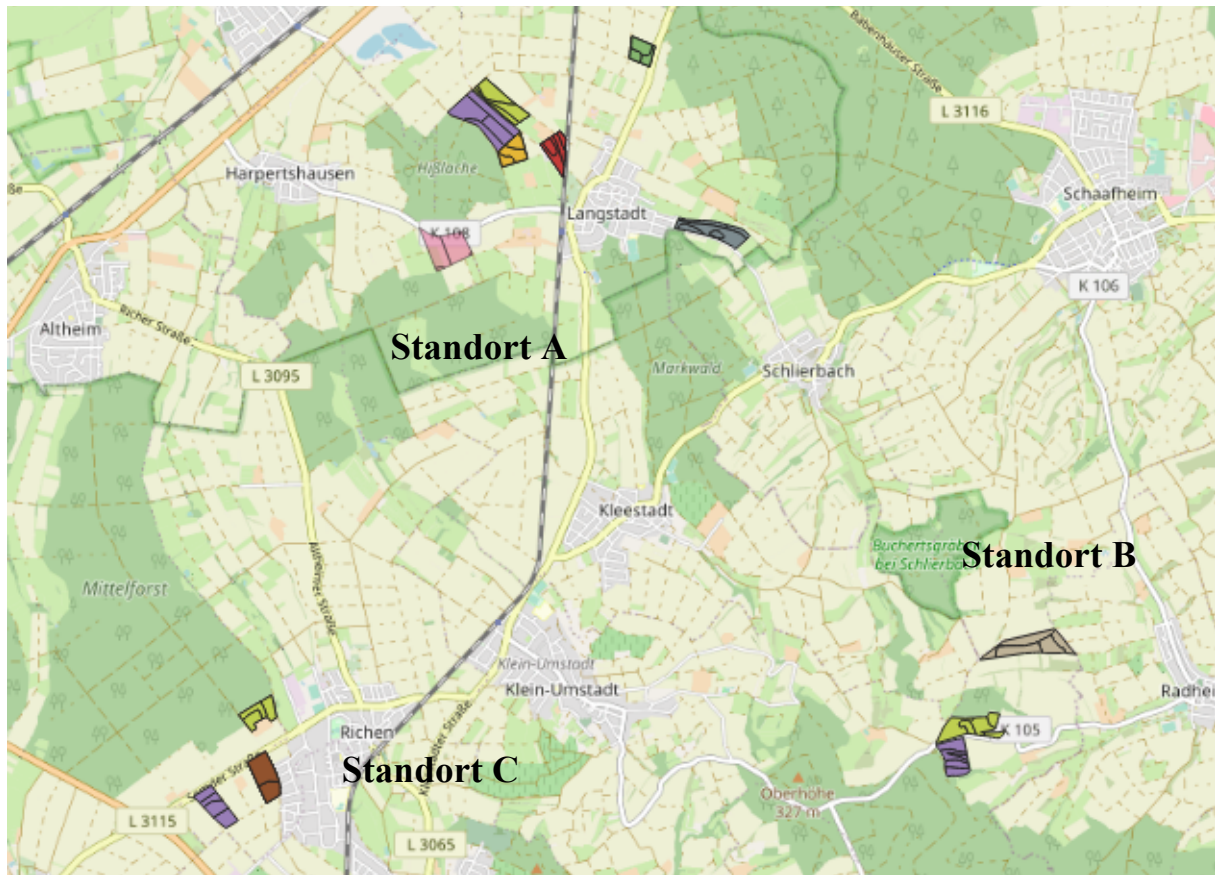 Babenhäuser Straße
L 3116
Schaafheim
Hißlache
Harpertshausen
Langstadt
K 108
K 106
Altheim
Richer Straße
Standort A
L 3095
Markwald
Schlierbach
Kleestadt
Standort B
Mittelforst
Altheimer Straße
Klein-Umstadt
Klein-Umstadt
Richen
K 105
Standort C
Oberhöhe
327 m
L 3115
L 3065